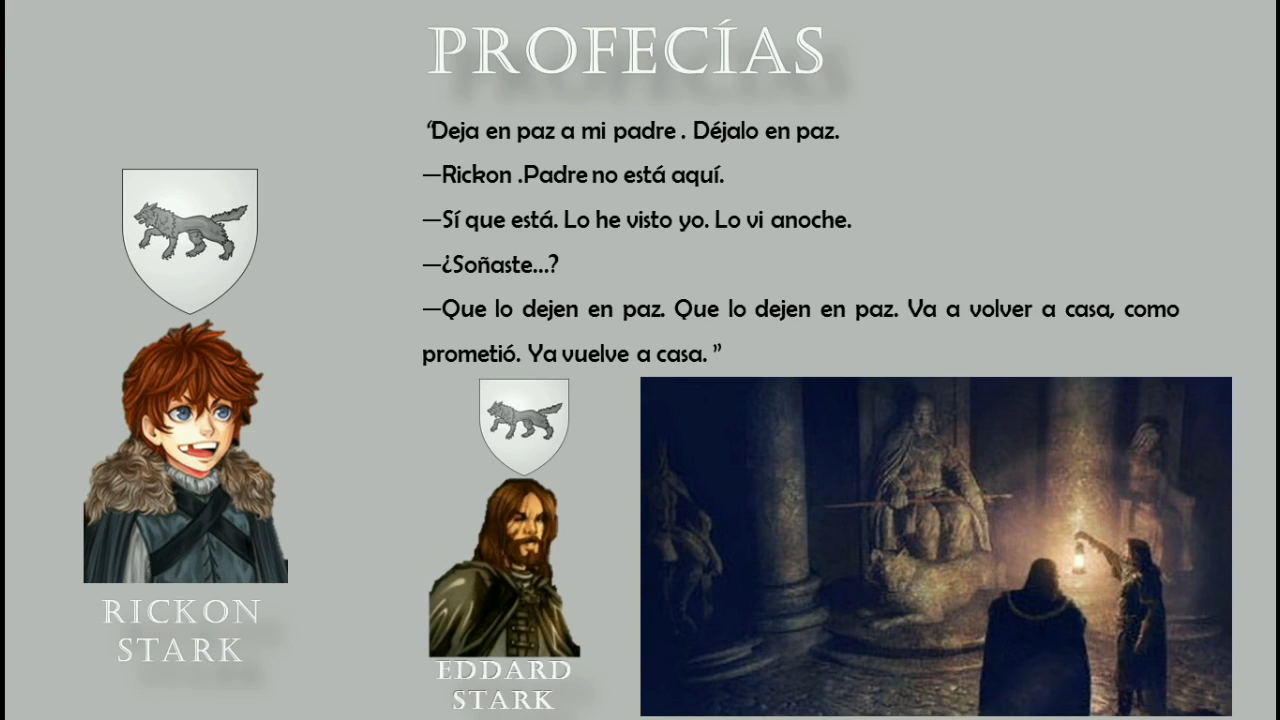 PROFECÍAS
“Deja en paz a mi padre . Déjalo en paz.
—Rickon .Padre no está aquí.
—Sí que está. Lo he visto yo. Lo vi anoche.
—¿Soñaste...?
—Que lo dejen en paz. Que lo dejen en paz. Va a volver a casa, como
prometió. Ya vuelve a casa. ”
RICKON
STARK
EDDARD
STARK